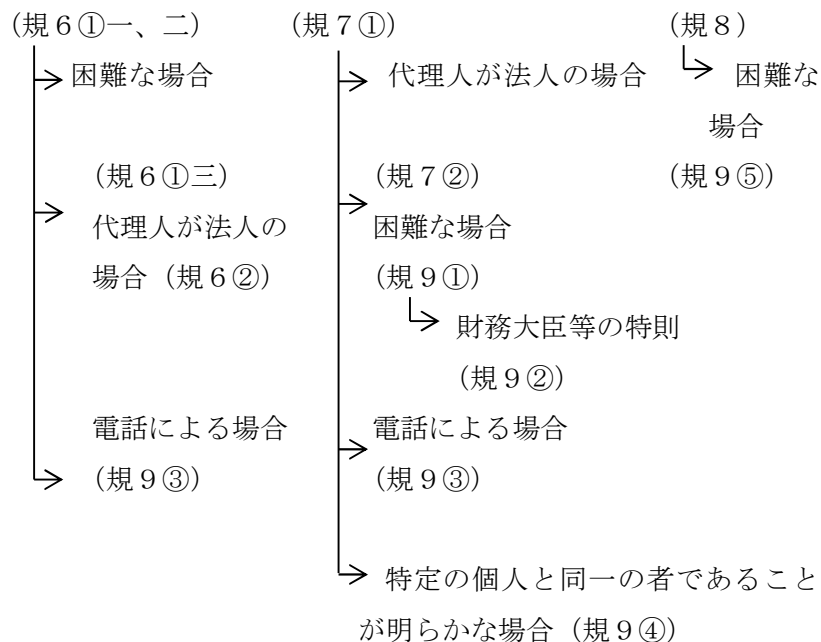 (規6①一、二)
困難な場合
(規6①三)
代理人が法人の
場合(規6②)
電話による場合
(規9③)
(規7①)
代理人が法人の場合
(規7②)
困難な場合
(規9①)
財務大臣等の特則
(規9②)
電話による場合
(規9③)
特定の個人と同一の者であること
が明らかな場合(規9④)
(規8)
困難な
場合
(規9⑤)